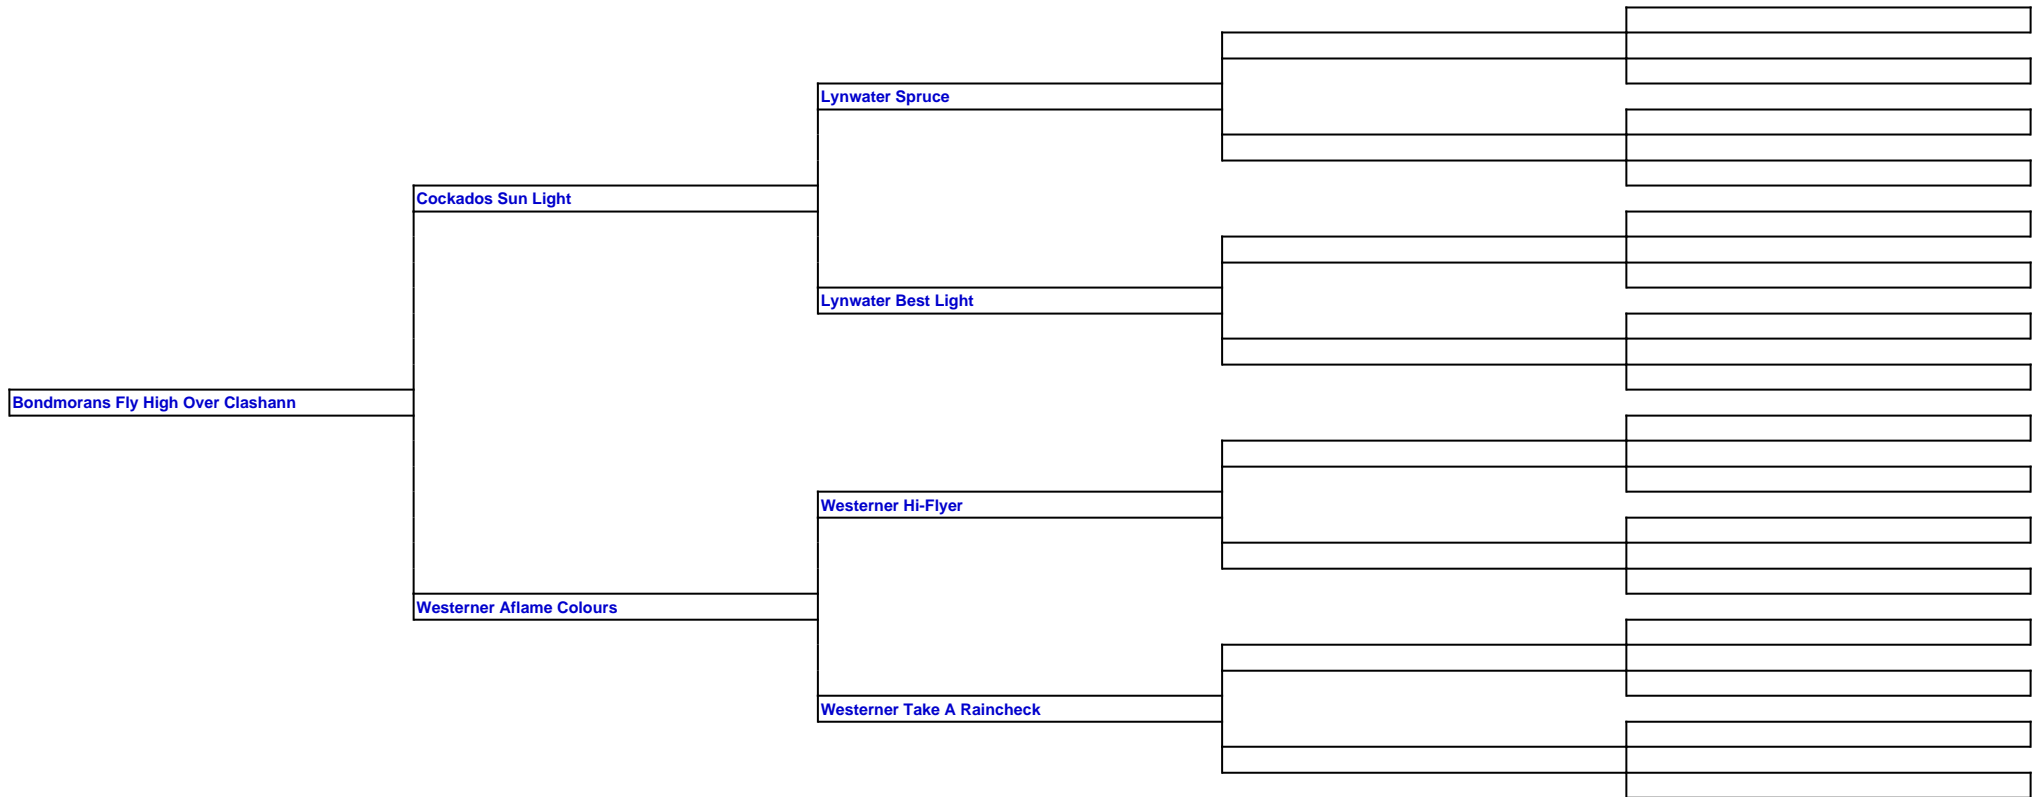 Lynwater Spruce
Cockados Sun Light
Lynwater Best Light
Bondmorans Fly High Over Clashann
Westerner Hi-Flyer
Westerner Aflame Colours
Westerner Take A Raincheck